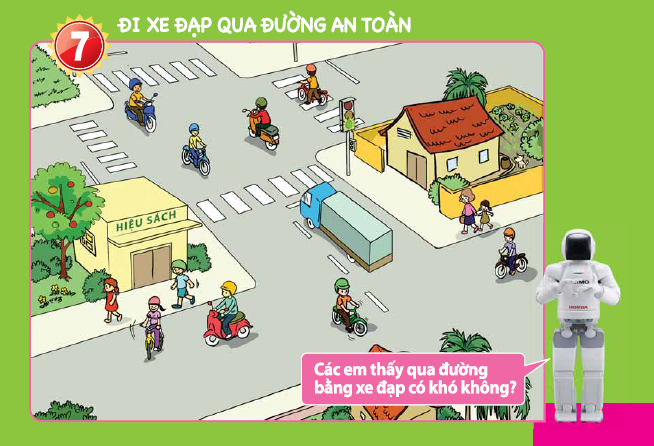 7
ĐI XE ĐẠP QUA ĐƯỜNG AN TOÀN
HIỆU SÁCH
Các em thấy qua đường
bằng xe đạp có khó không?